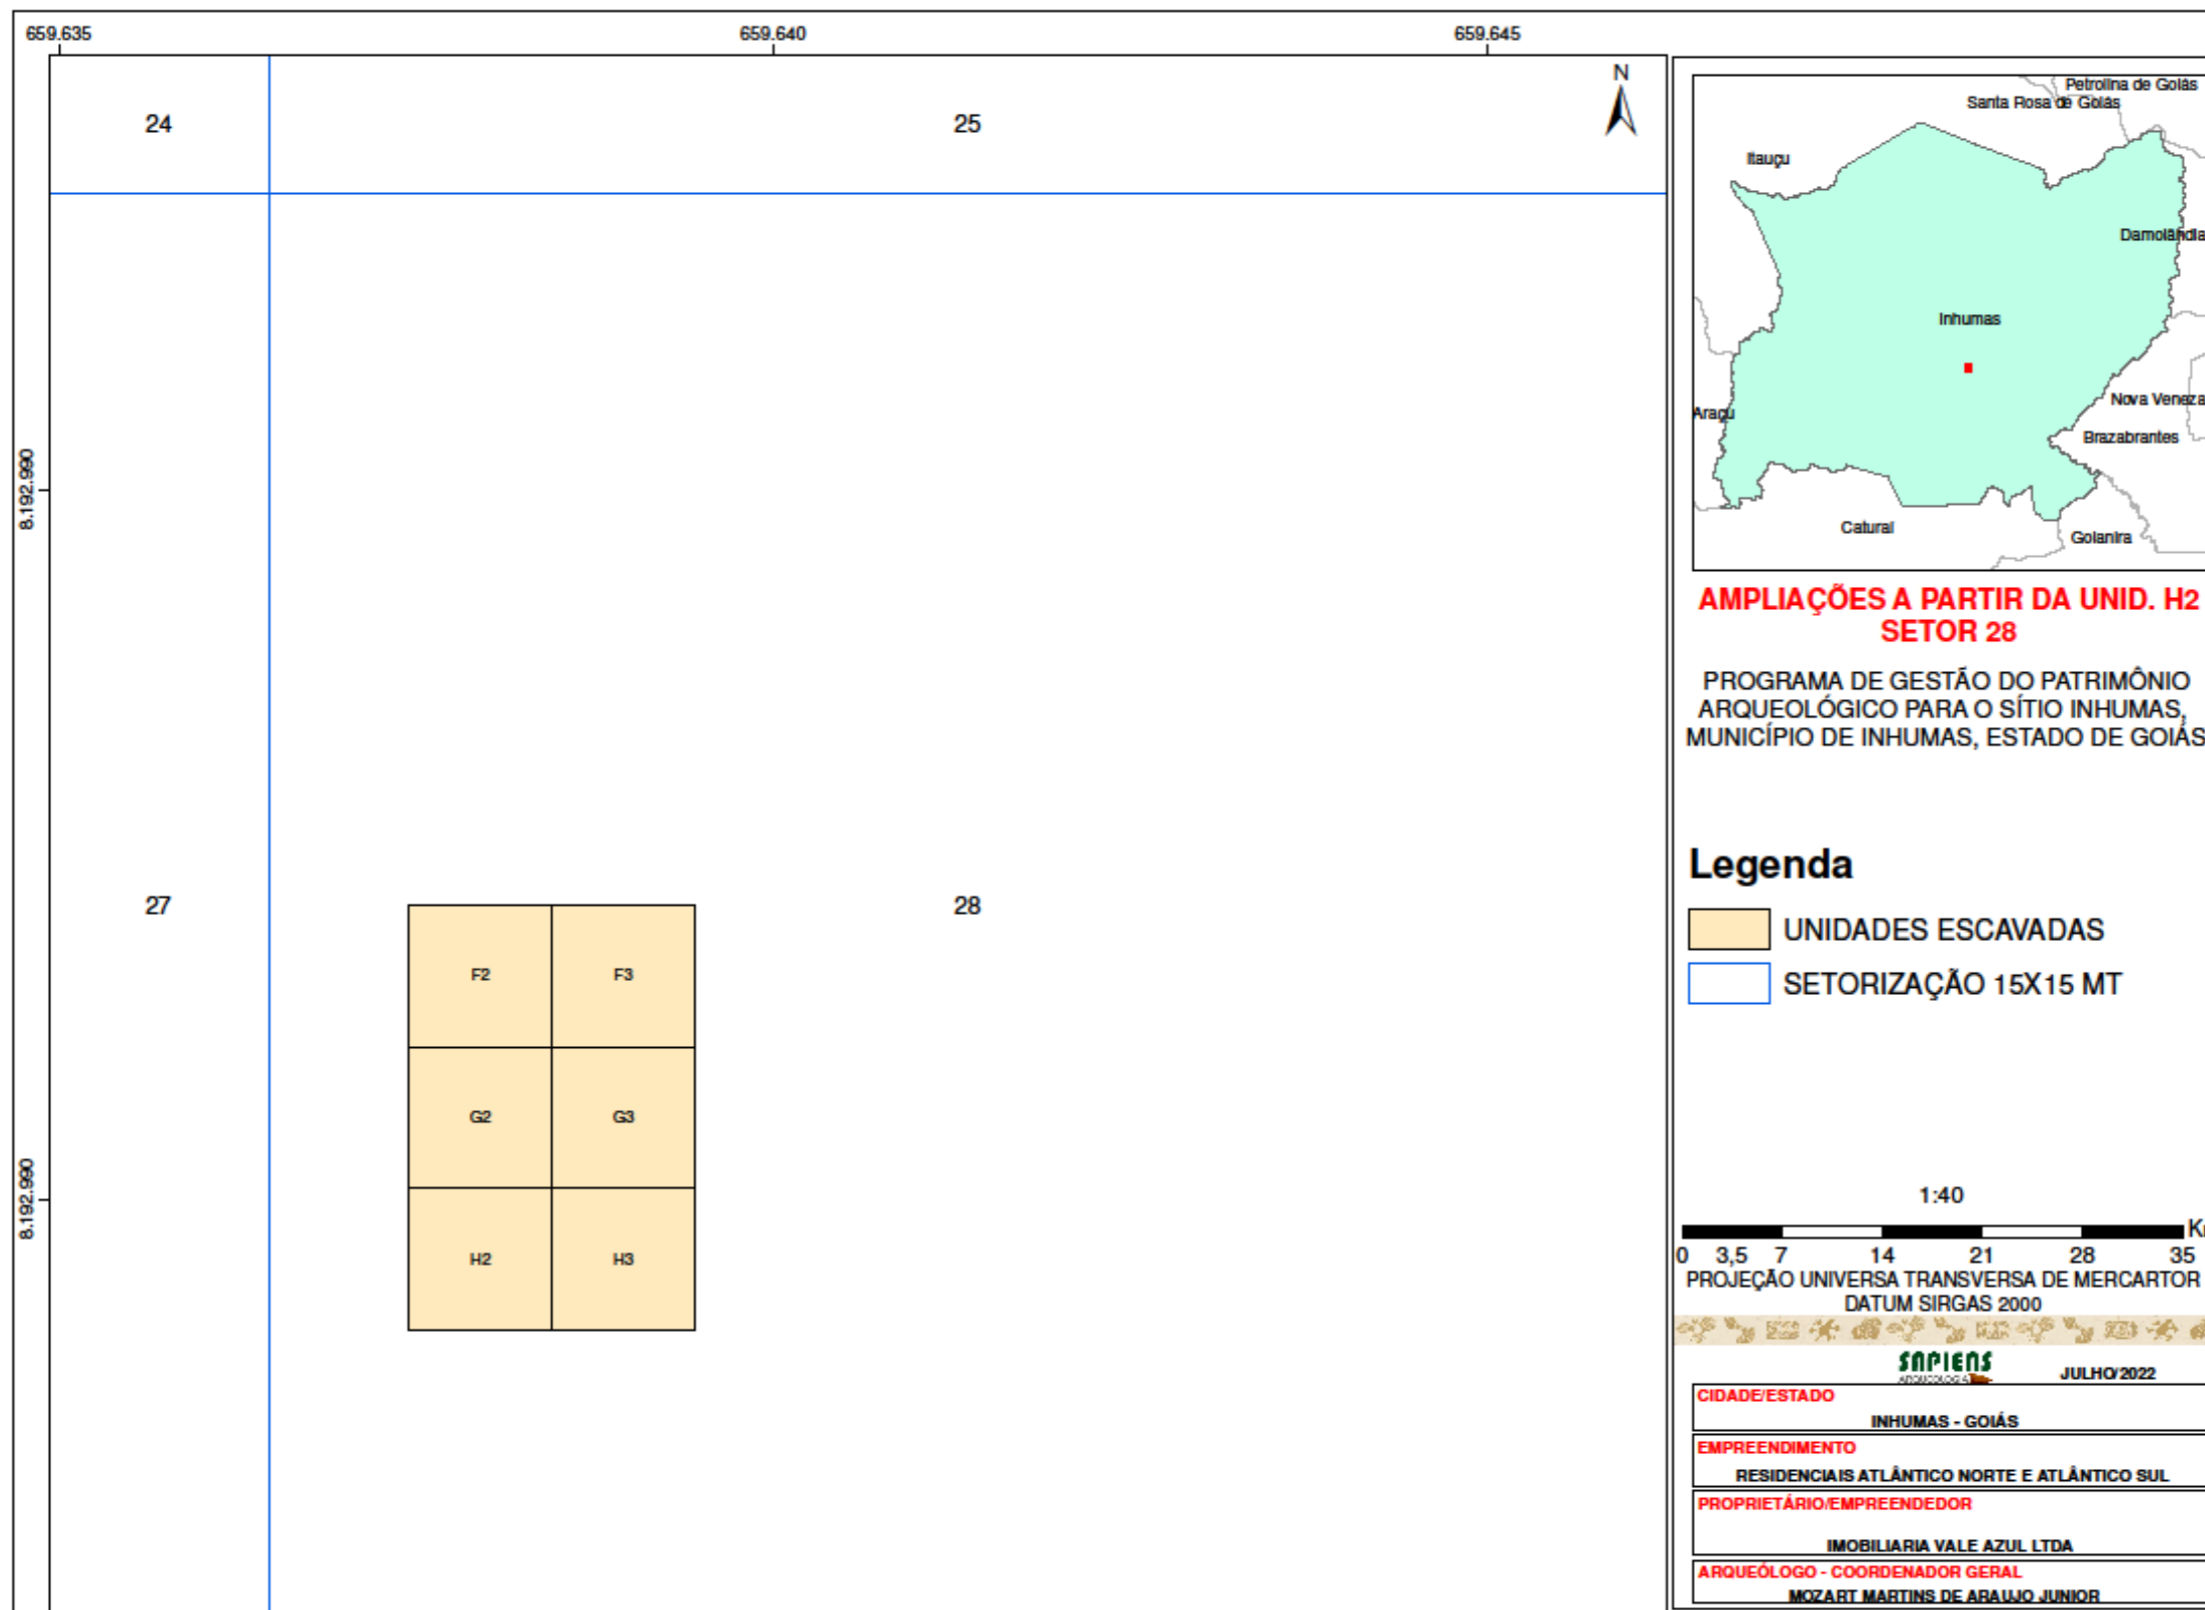 659.635
659.640
659.645
N
24
25
8.192.990
27
28
F2
F3
G2
G3
8.192.990
H2
H3
Petrolina de Goiás
Santa Rosa de Goiás
Itauçu
Damolândia
Inhumas
Nova Veneza
Araçu
Brazabrantes
Caturai
Goianira
AMPLIAÇÕES A PARTIR DA UNID. H2
SETOR 28
PROGRAMA DE GESTÃO DO PATRIMÔNIO
ARQUEOLÓGICO PARA O SÍTIO INHUMAS,
MUNICÍPIO DE INHUMAS, ESTADO DE GOIÁS
Legenda
UNIDADES ESCAVADAS
SETORIZAÇÃO 15X15 MT
1:40
0 3,5 7 14 21 28 35
PROJEÇÃO UNIVERSA TRANSVERSA DE MERCARTOR
DATUM SIRGAS 2000
SAPIENS
ARQUEOLOGIA
JULHO/2022
CIDADE/ESTADO
INHUMAS - GOIÁS
EMPREENDIMENTO
RESIDENCIAIS ATLÂNTICO NORTE E ATLÂNTICO SUL
PROPRIETÁRIO/EMPREENDEDOR
IMOBILIARIA VALE AZUL LTDA
ARQUEÓLOGO - COORDENADOR GERAL
MOZART MARTINS DE ARAUJO JUNIOR